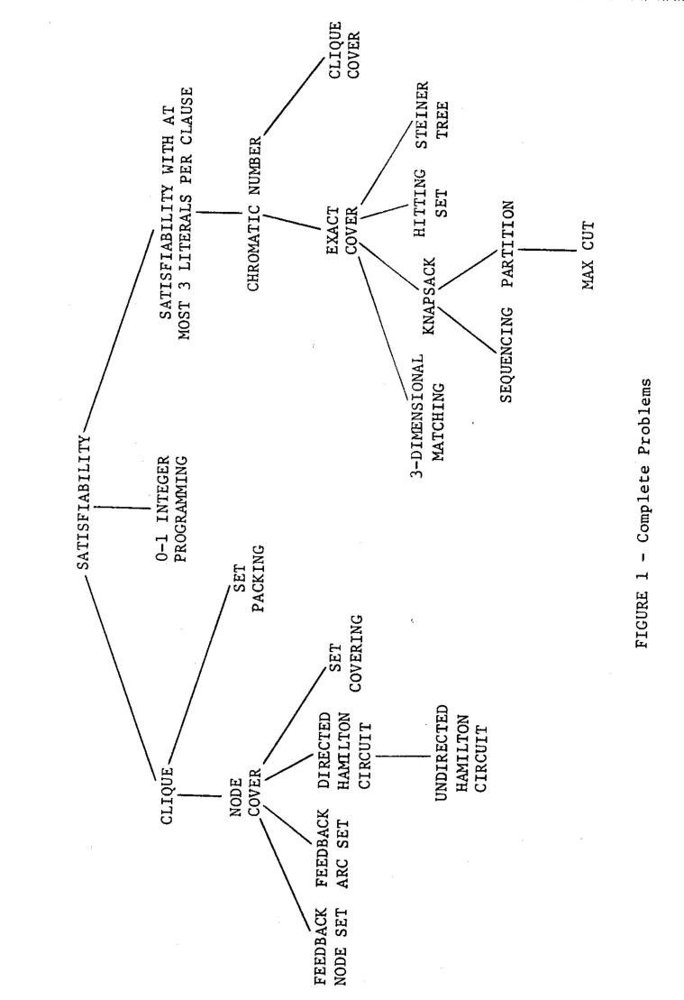 SATISFIABILITY
CLIQUE
0-1 INTEGER
PROGRAMMING
SATISFIABILITY WITH AT
MOST 3 LITERALS PER CLAUSE
NODE
COVER
SET
PACKING
CHROMATIC NUMBER
FEEDBACK
NODE SET
FEEDBACK
ARC SET
DIRECTED
HAMILTON
CIRCUIT
SET
COVERING
EXACT
COVER
CLIQUE
COVER
UNDIRECTED
HAMILTON
CIRCUIT
3-DIMENSIONAL
MATCHING
KNAPSACK
HITTING
SET
STEINER
TREE
SEQUENCING
PARTITION
MAX CUT
FIGURE 1 - Complete Problems